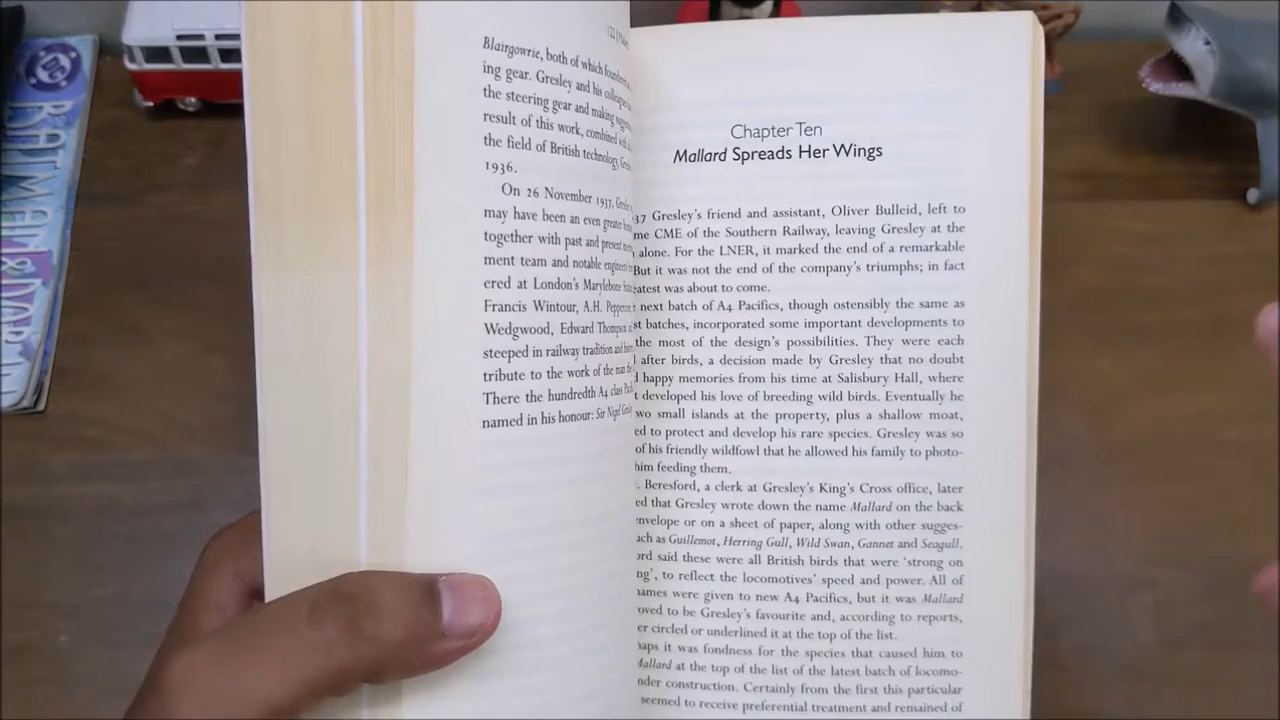 DC
BATMAN
Blairgowrie, both of which foundered
ing gear. Gresley and his colleagues
the steering gear and making
result of this work, combined with
the field of British technology,
1936.
On 26 November 1937, Gresley
may have been an even greater
together with past and present
ment team and notable engineers
ered at London's Marylebone
Francis Wintour, A.H. Peppercorn
Wedgwood, Edward Thompson
steeped in railway tradition and
tribute to the work of the man
There the hundredth A4 class
named in his honour: Sir Nigel Gresley
Chapter Ten
Mallard Spreads Her Wings
37 Gresley's friend and assistant, Oliver Bulleid, left to
me CME of the Southern Railway, leaving Gresley at the
alone. For the LNER, it marked the end of a remarkable
But it was not the end of the company's triumphs; in fact
eatest was about to come.
next batch of A4 Pacifics, though ostensibly the same as
st batches, incorporated some important developments to
the most of the design's possibilities. They were each
after birds, a decision made by Gresley that no doubt
d happy memories from his time at Salisbury Hall, where
t developed his love of breeding wild birds. Eventually he
wo small islands at the property, plus a shallow moat,
ed to protect and develop his rare species. Gresley was so
of his friendly wildfowl that he allowed his family to photo-
him feeding them.
. Beresford, a clerk at Gresley's King's Cross office, later
ed that Gresley wrote down the name Mallard on the back
envelope or on a sheet of paper, along with other sugges-
uch as Guillemot, Herring Gull, Wild Swan, Gannet and Seagull.
ord said these were all British birds that were 'strong on
ng', to reflect the locomotives' speed and power. All of
names were given to new A4 Pacifics, but it was Mallard
oved to be Gresley's favourite and, according to reports,
er circled or underlined it at the top of the list.
haps it was fondness for the species that caused him to
Mallard at the top of the list of the latest batch of locomo-
nder construction. Certainly from the first this particular
seemed to receive preferential treatment and remained of